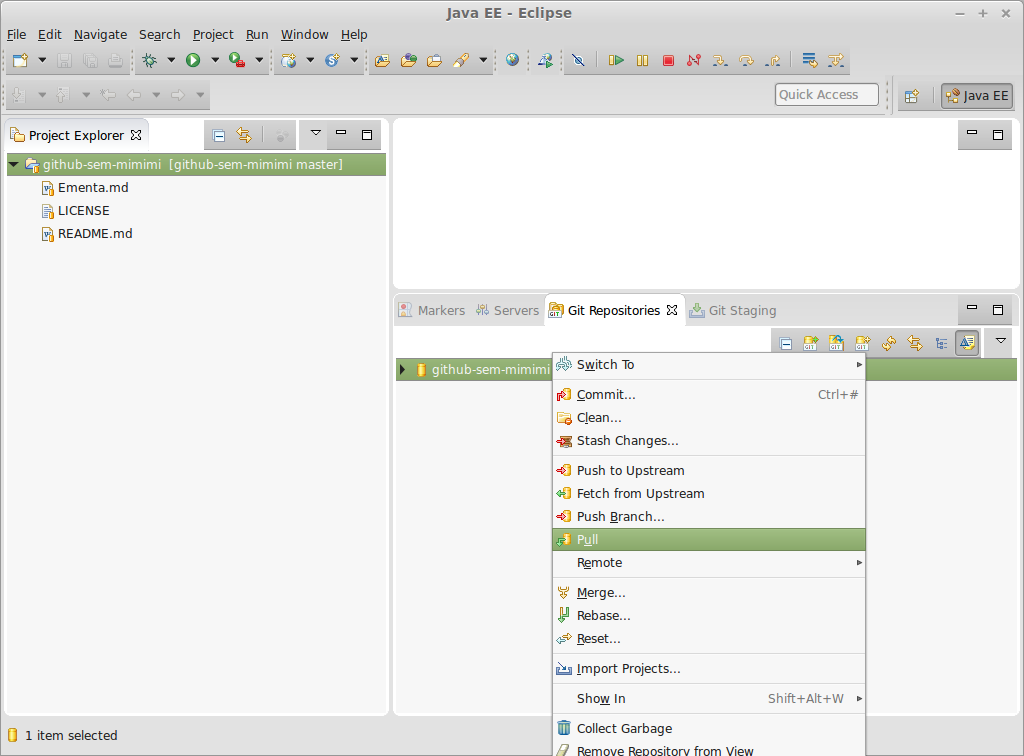 Java EE - Eclipse
File Edit Navigate Search Project Run Window Help
Quick Access
Java EE
Project Explorer
github-sem-mimimi [github-sem-mimimi master]
Ementa.md
LICENSE
README.md
Markers Servers Git Repositories Git Staging
github-sem-mimimi
Switch To
Commit... Ctrl+#
Clean...
Stash Changes...
Push to Upstream
Fetch from Upstream
Push Branch...
Pull
Remote
Merge...
Rebase...
Reset...
Import Projects...
Show In Shift+Alt+W
Collect Garbage
Remove Repository from View
1 item selected